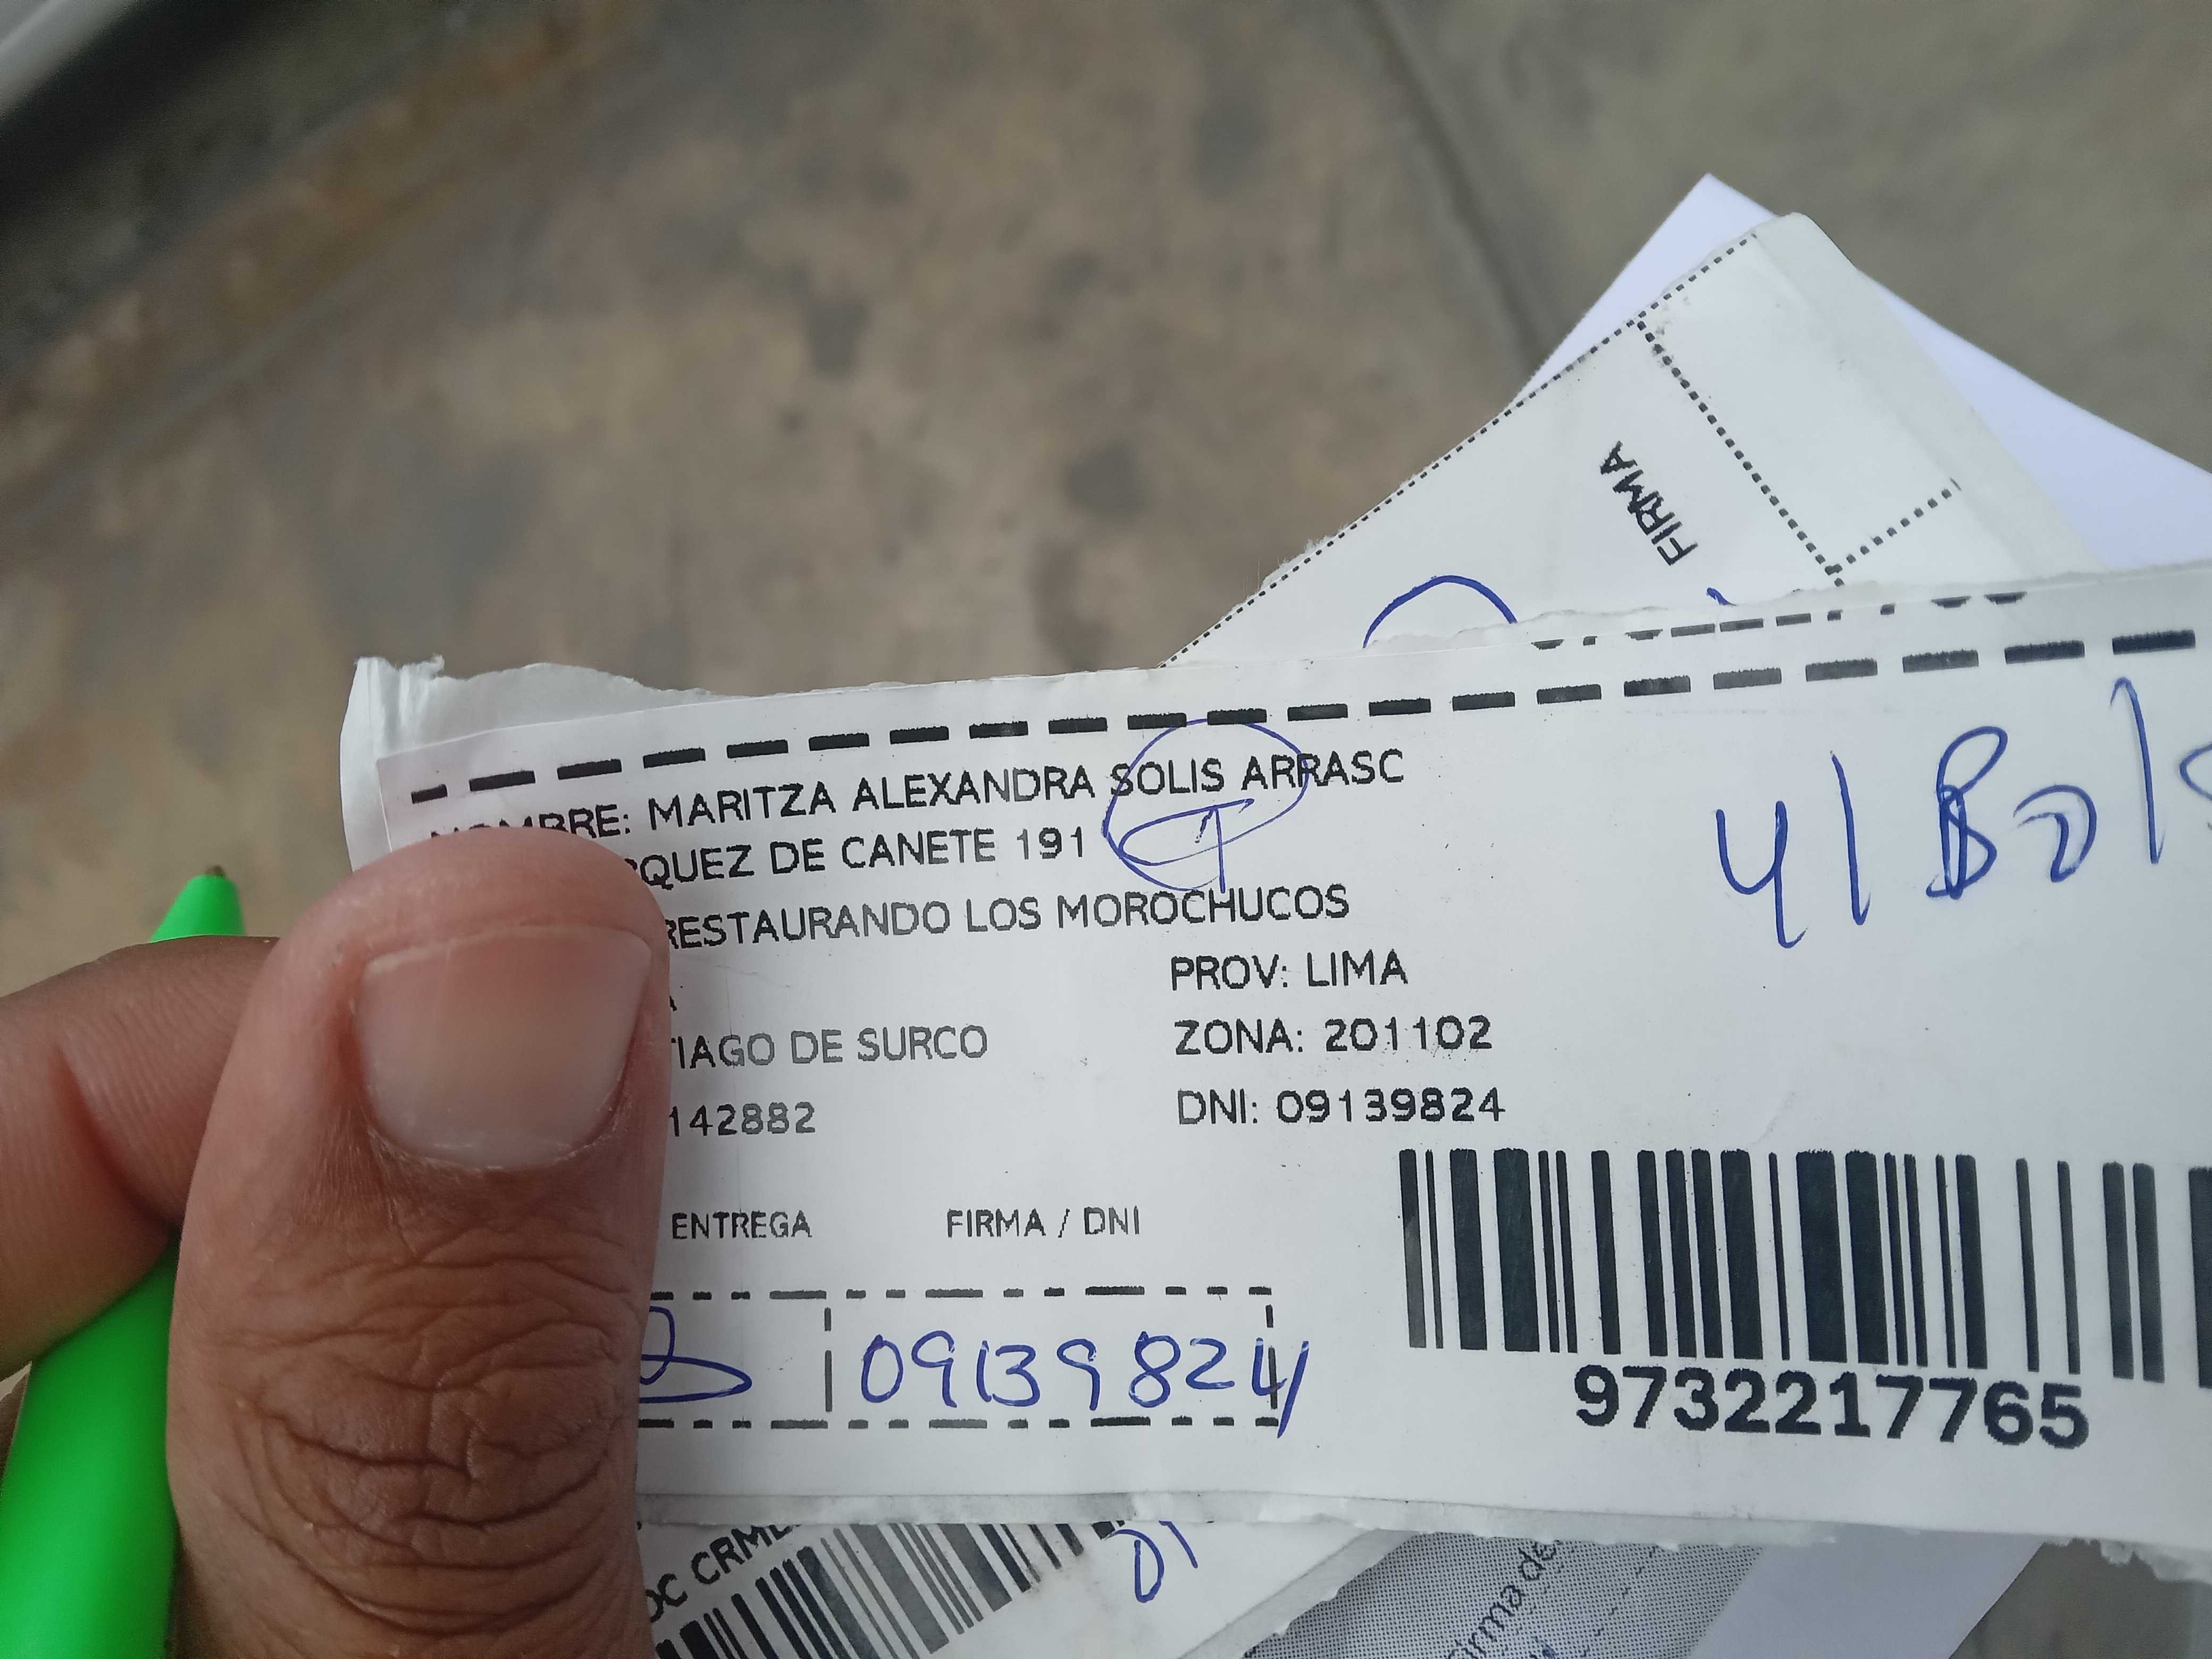 FIRMA
NOMBRE: MARITZA ALEXANDRA SOLIS ARRASC
RQUEZ DE CANETE 191
RESTAURANDO LOS MOROCHUCOS
PROV: LIMA
TIAGO DE SURCO
ZONA: 201102
142882
DNI: 09139824
ENTREGA
FIRMA / DNI
09139824
9732217765